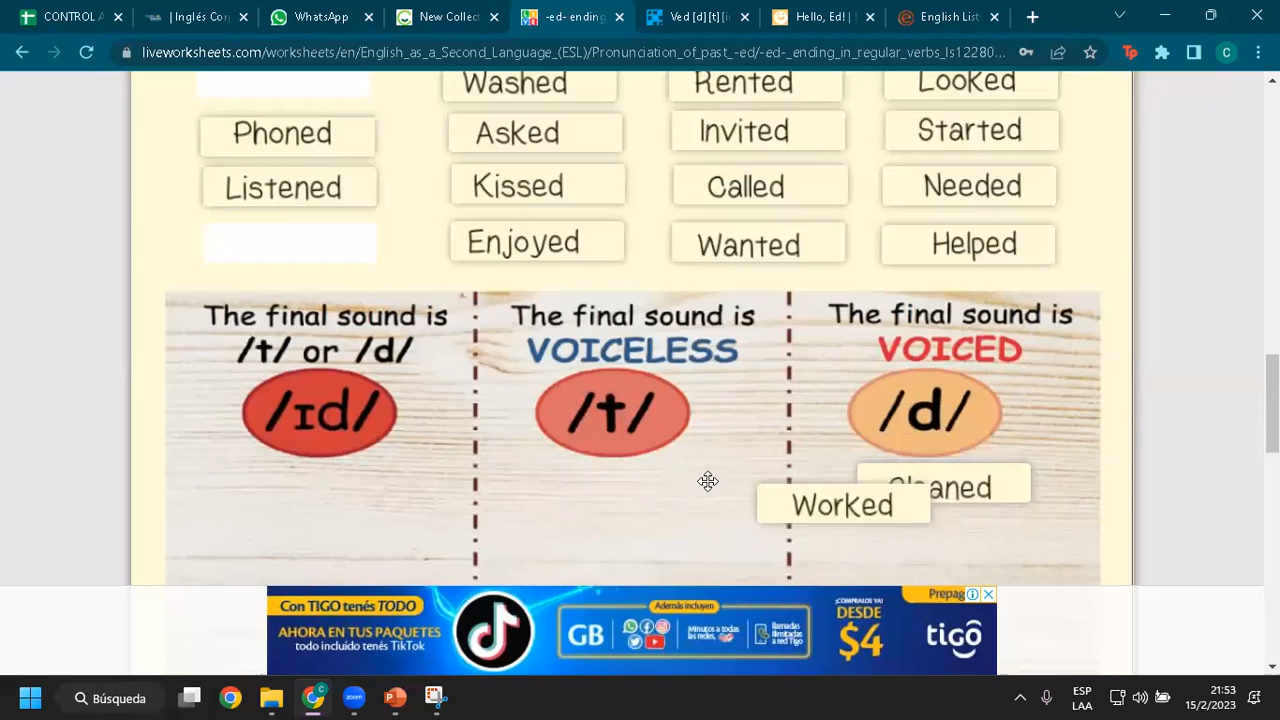 CONTROL A
Inglés Cor
WhatsApp
New Collect
-ed- ending
Ved [d][t][i
Hello, Ed! |
English List
liveworksheets.com/worksheets/en/English_as_a_Second_Language_(ESL)/Pronunciation_of_past_-ed/-ed-_ending_in_regular_verbs_ls12280...
Washed Rented Looked
Phoned Asked Invited Started
Listened Kissed Called Needed
Enjoyed Wanted Helped
The final sound is
/t/ or /d/
/ɪd/
The final sound is
VOICELESS
/t/
The final sound is
VOICED
/d/
Cleaned
Worked
Con TIGO tenés TODO
AHORA EN TUS PAQUETES
todo incluido tenés TikTok
Además incluyen
GB
Minutos a todas
las redes,
llamadas
ilimitadas
a red Tigo
¡COMPRALOS YA!
DESDE
$4
Prepag
tigo
Búsqueda
zoom
ESP
LAA
21:53
15/2/2023